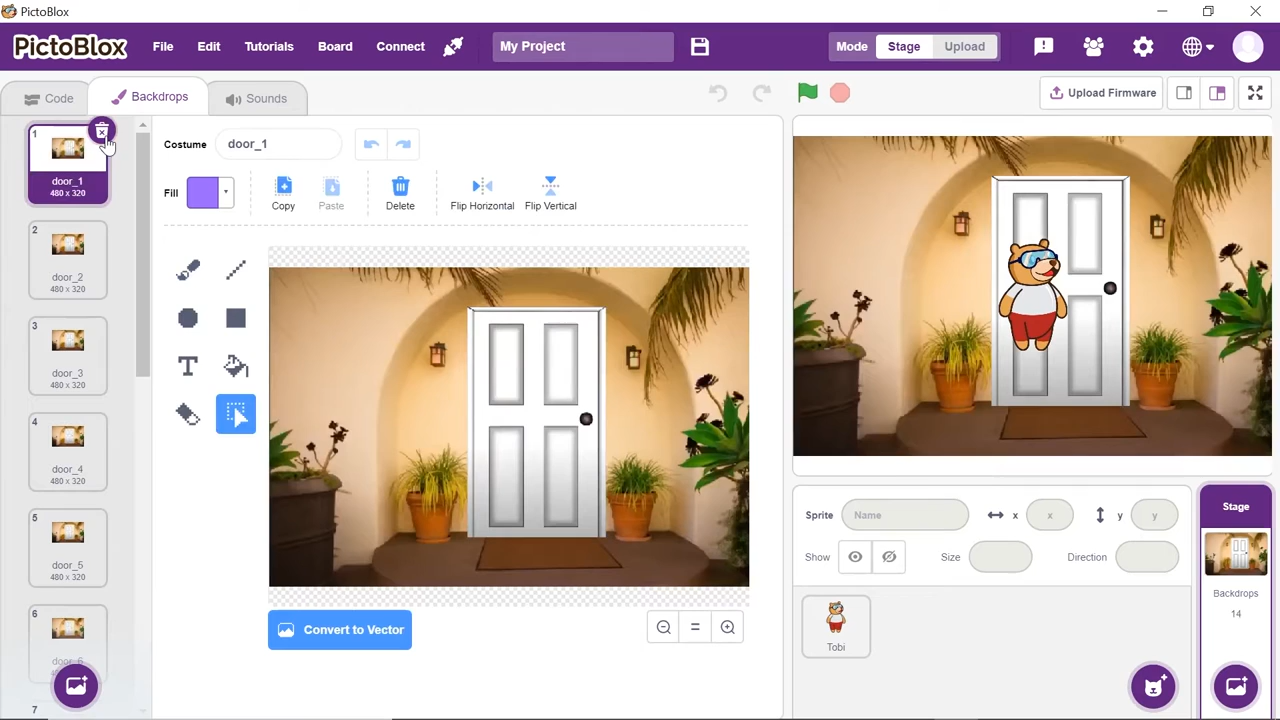 PictoBlox
PictoBlox File Edit Tutorials Board Connect My Project Mode Stage Upload
Code Backdrops Sounds Upload Firmware
1
door_1
480 x 320
2
door_2
480 x 320
3
door_3
480 x 320
4
door_4
480 x 320
5
door_5
480 x 320
6
door_6
7
Costume door_1
Fill Copy Paste Delete Flip Horizontal Flip Vertical
T
Convert to Vector
Sprite Name x x y y
Show Size Direction
Tobi
Stage
Backdrops
14